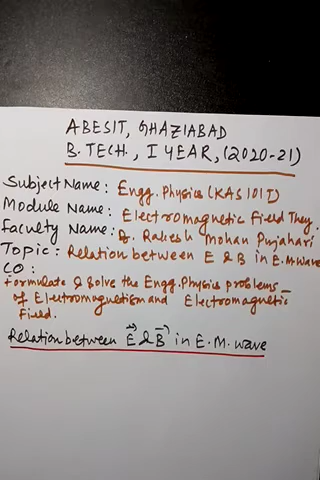 ABESIT, GHAZIABAD
B.TECH., I YEAR, (2020-21)
Subject Name: Engg. Physics (KAS 101T)
Module Name: Electromagnetic Field They.
Faculty Name: Dr. Rakesh Mohan Pujahari
Topic: Relation between E & B in E.M wave
CO:
Formulate & Solve the Engg. Physics problems
of Electromagnetism and Electromagnetic
Field.
Relation between E⃗ & B⃗ in E.M. wave